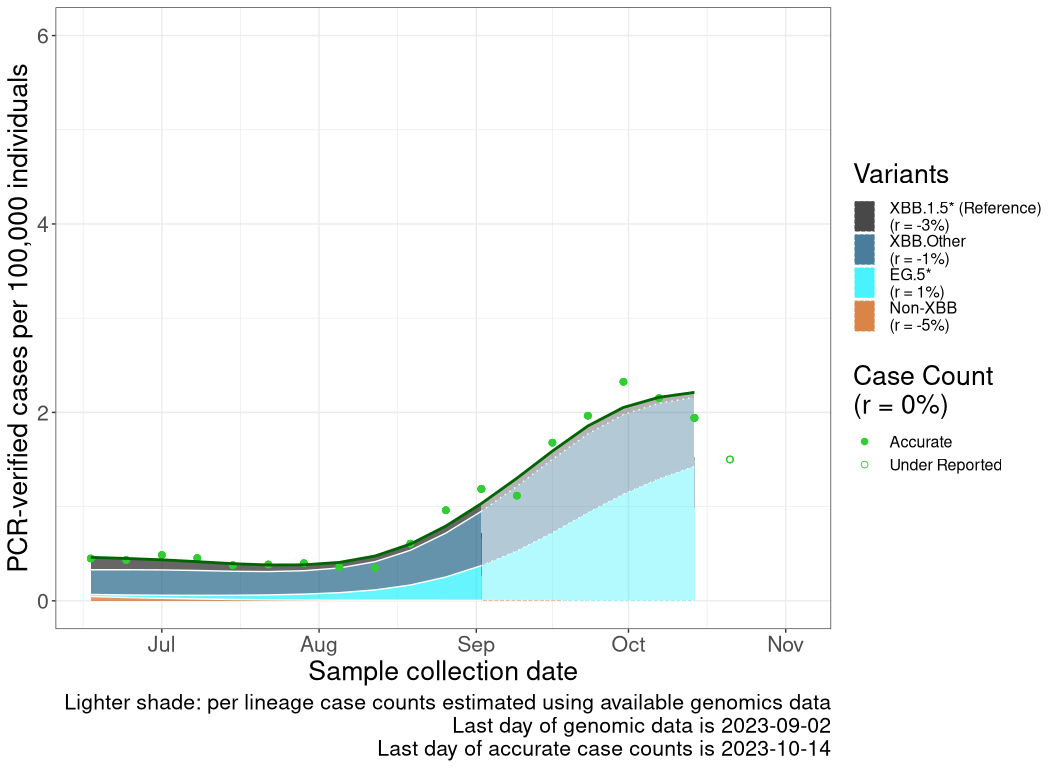 PCR-verified cases per 100,000 individuals
6
4
2
0
Jul Aug Sep Oct Nov
Sample collection date
Lighter shade: per lineage case counts estimated using available genomics data
Last day of genomic data is 2023-09-02
Last day of accurate case counts is 2023-10-14
Variants
XBB.1.5* (Reference)
(r = -3%)
XBB.Other
(r = -1%)
EG.5*
(r = 1%)
Non-XBB
(r = -5%)
Case Count
(r = 0%)
Accurate
Under Reported